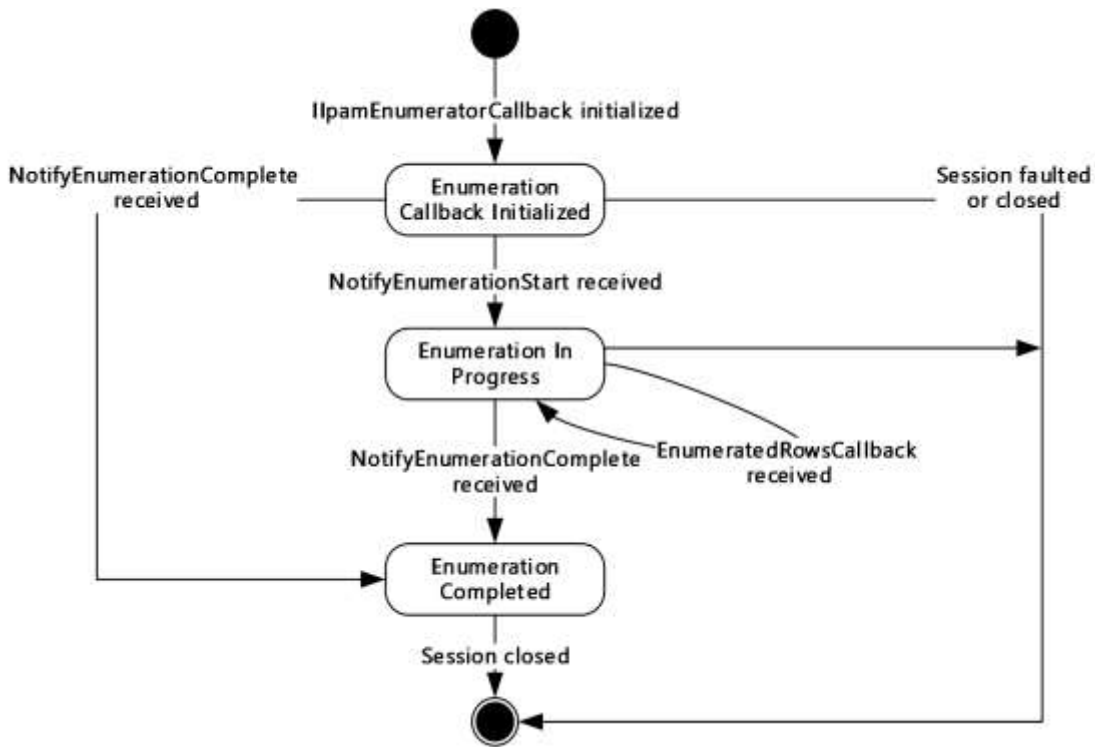 IIpamEnumeratorCallback initialized
NotifyEnumerationComplete
received
Enumeration
Callback Initialized
Session faulted
or closed
NotifyEnumerationStart received
Enumeration In
Progress
NotifyEnumerationComplete
received
EnumeratedRowsCallback
received
Enumeration
Completed
Session closed